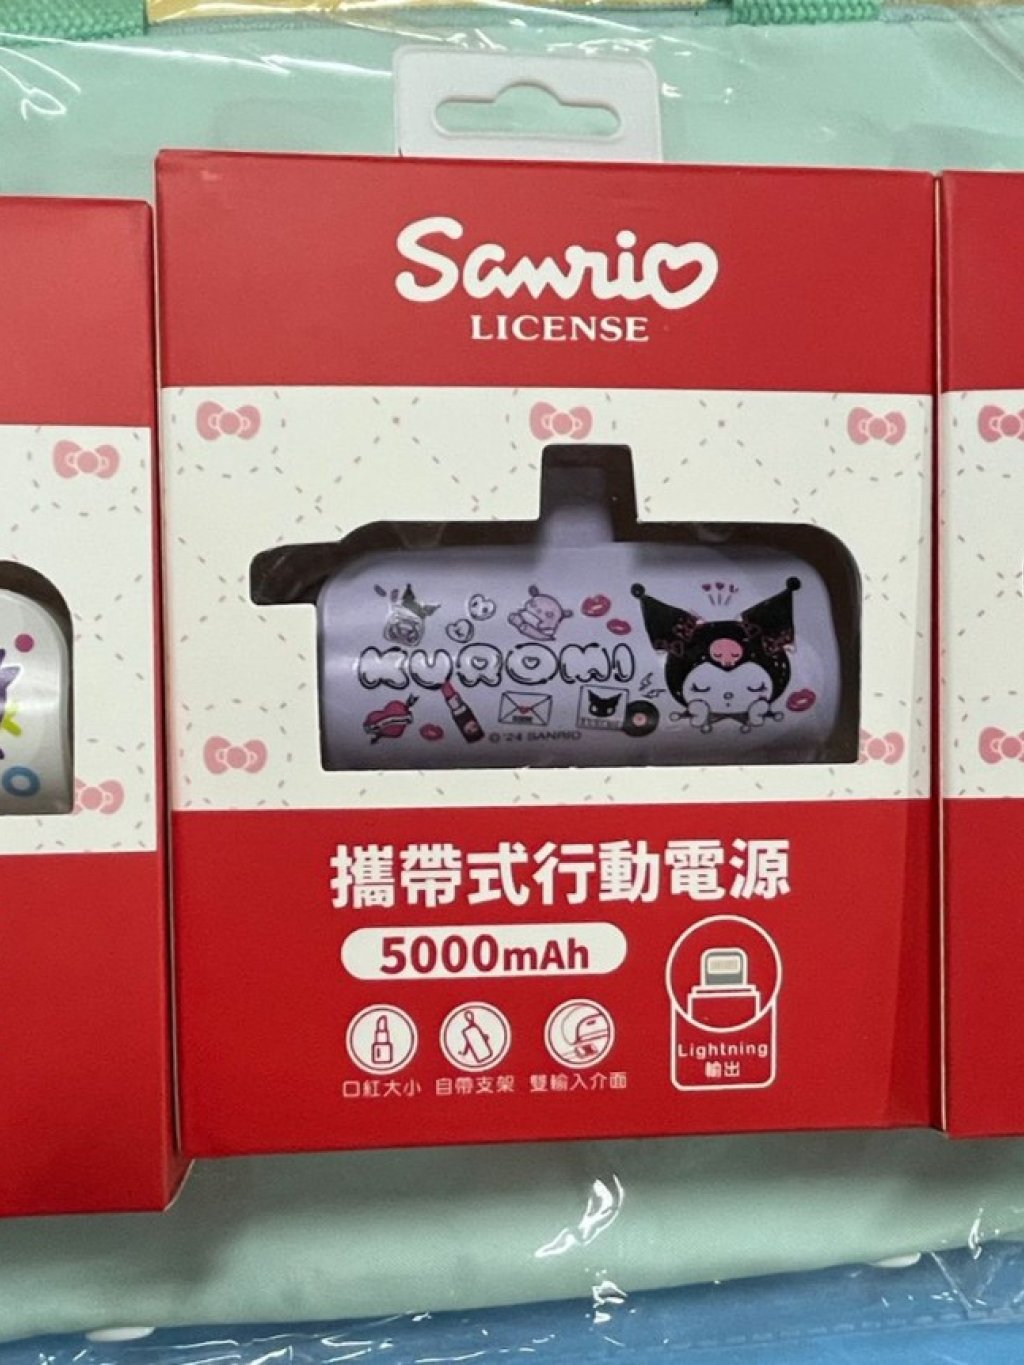 Sanrio
LICENSE
KUROMI
© '24 SANRIO
攜帶式行動電源
5000mAh
口紅大小 自帶支架 雙輸入介面
Lightning
輸出